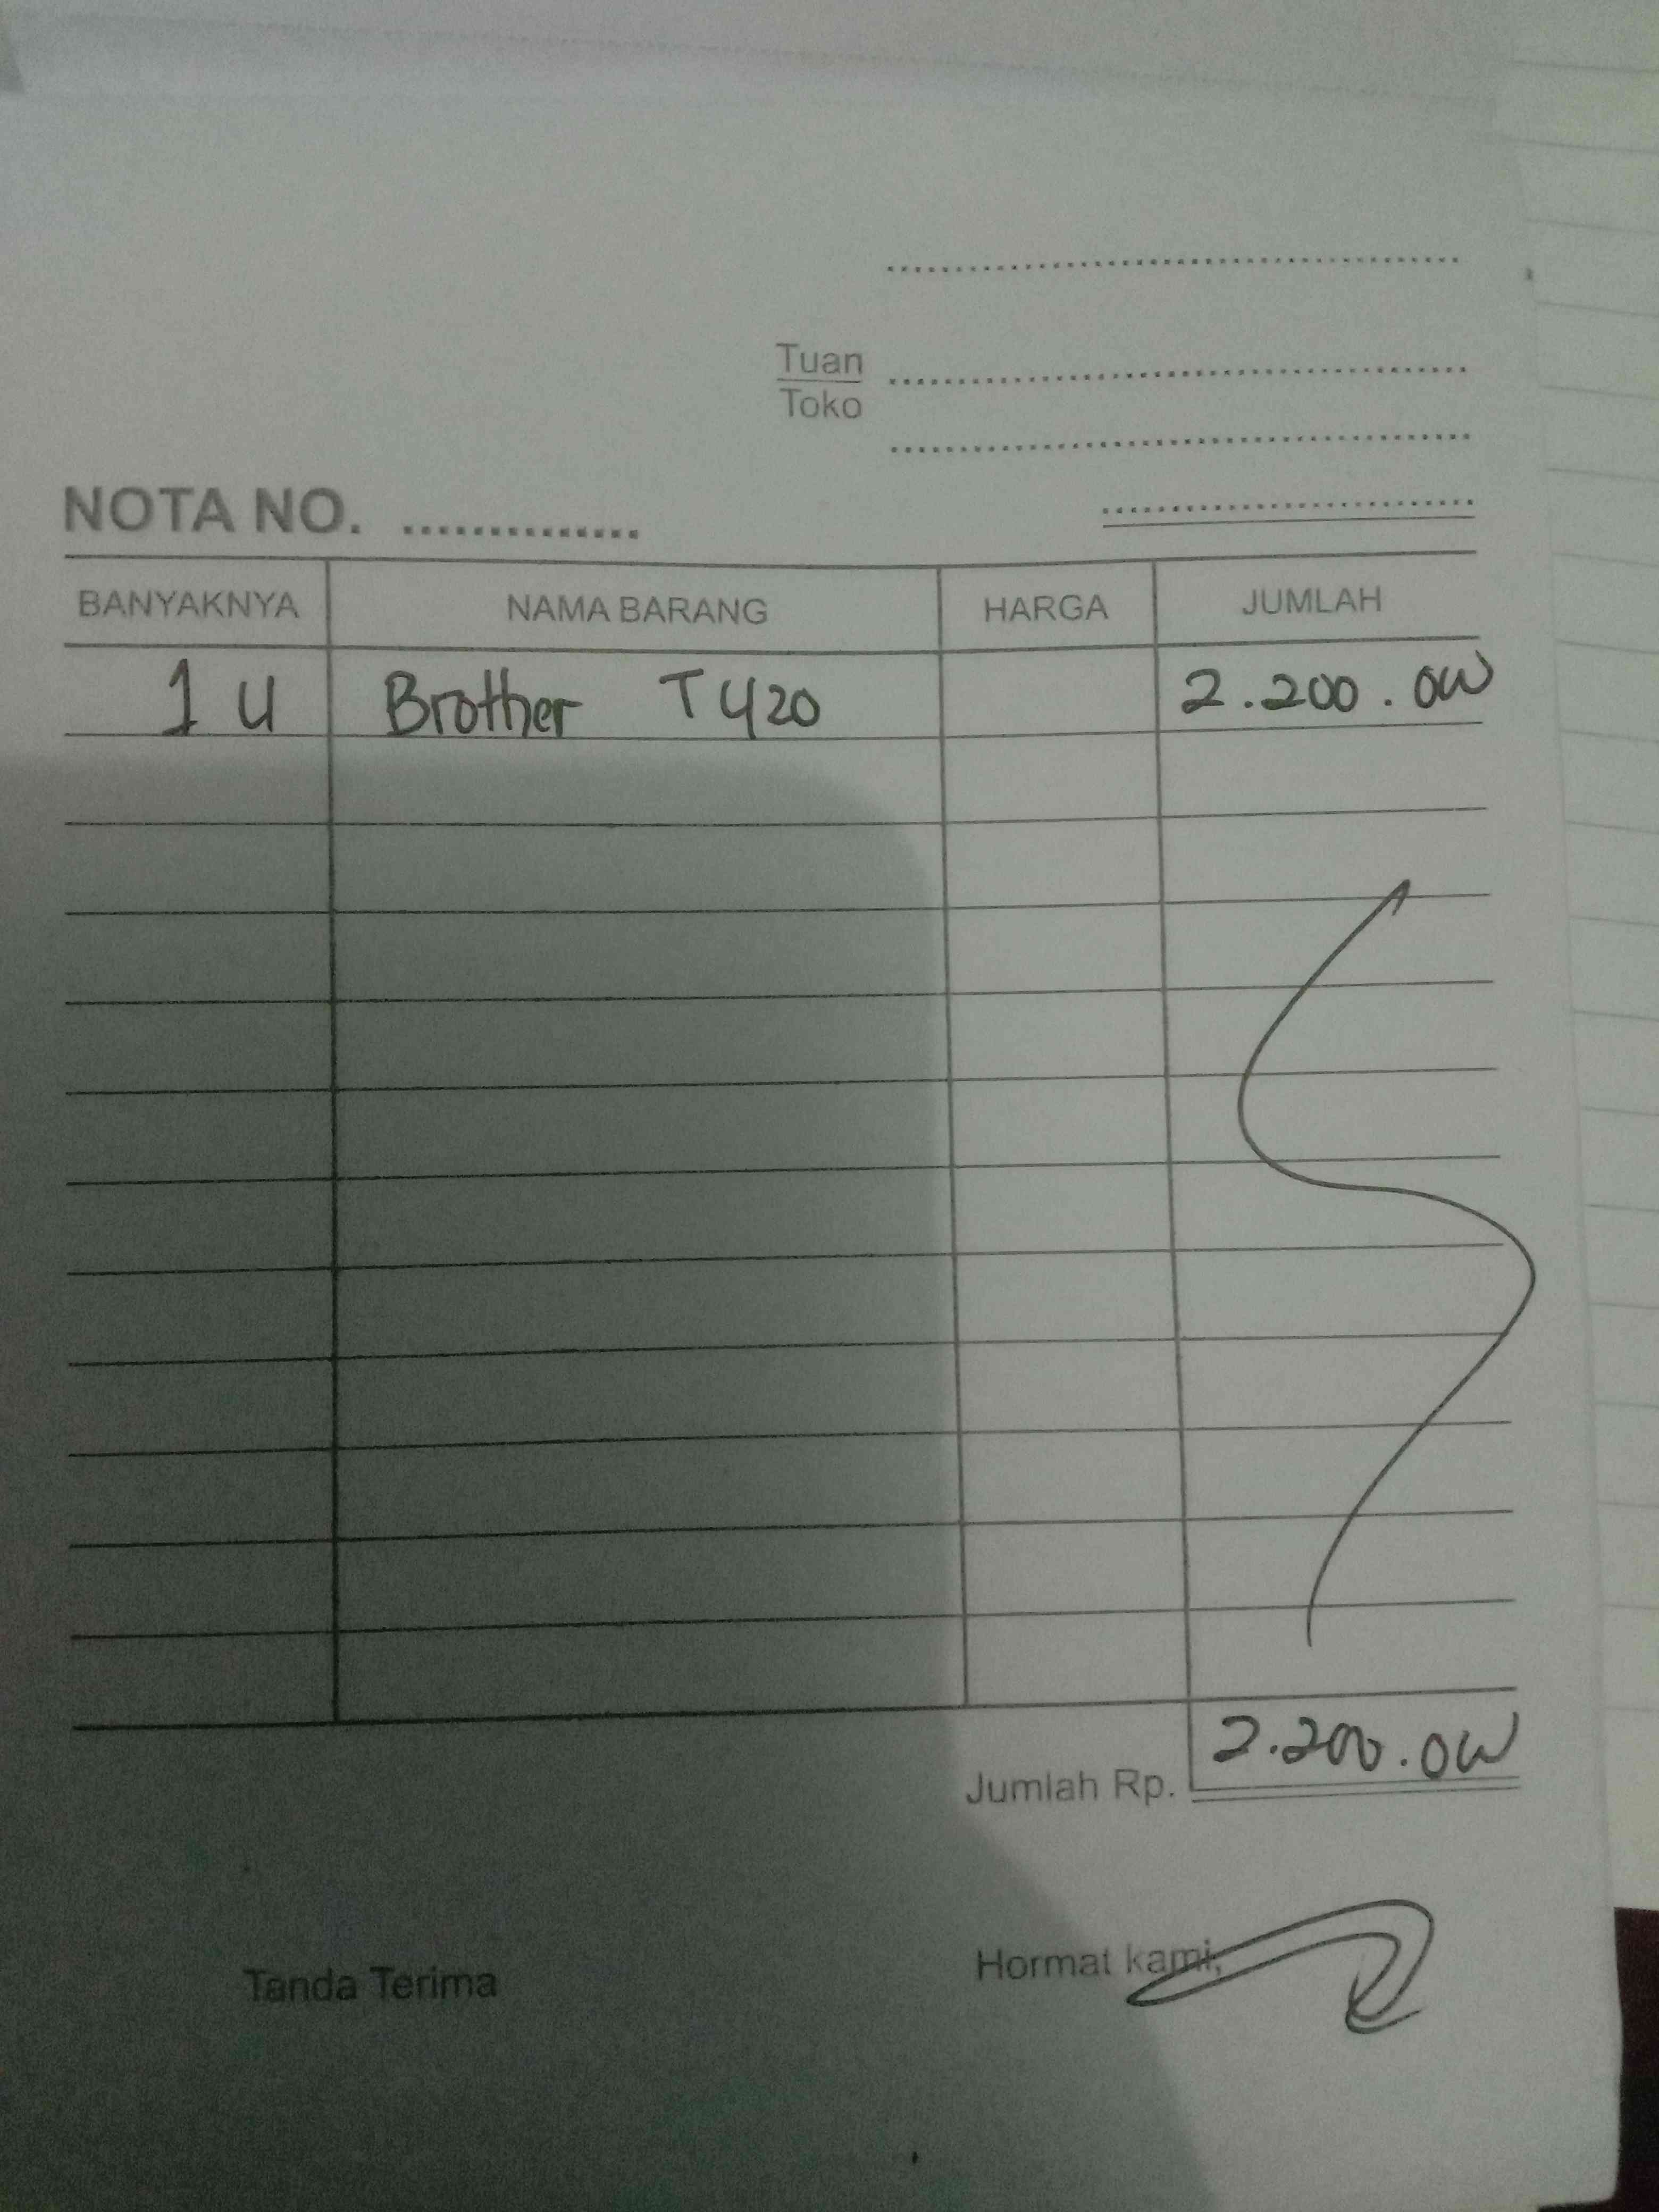 Tuan
Toko
NOTA NO. ..............
BANYAKNYA NAMA BARANG HARGA JUMLAH
1 U Brother T420 2.200.000
Jumlah Rp. 2.200.000
Tanda Terima Hormat kami,